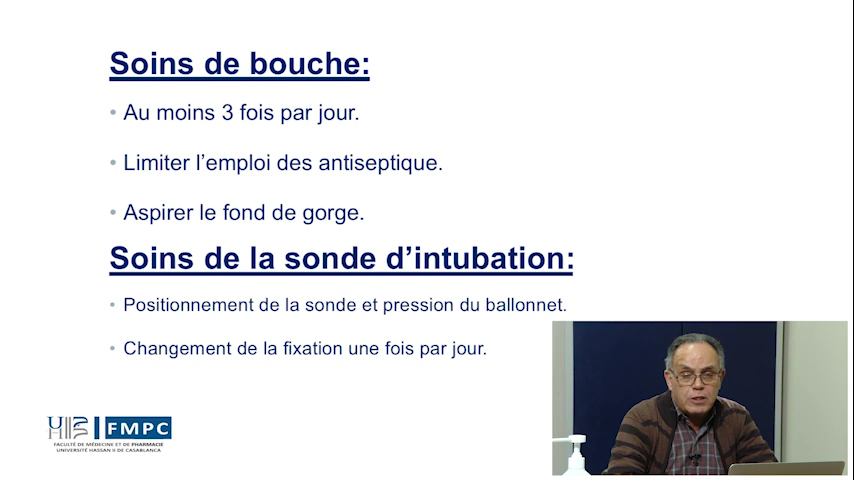 Soins de bouche:
• Au moins 3 fois par jour.
• Limiter l’emploi des antiseptique.
• Aspirer le fond de gorge.
Soins de la sonde d’intubation:
• Positionnement de la sonde et pression du ballonnet.
• Changement de la fixation une fois par jour.
FMPC
FACULTÉ DE MÉDECINE ET DE PHARMACIE
UNIVERSITÉ HASSAN II DE CASABLANCA